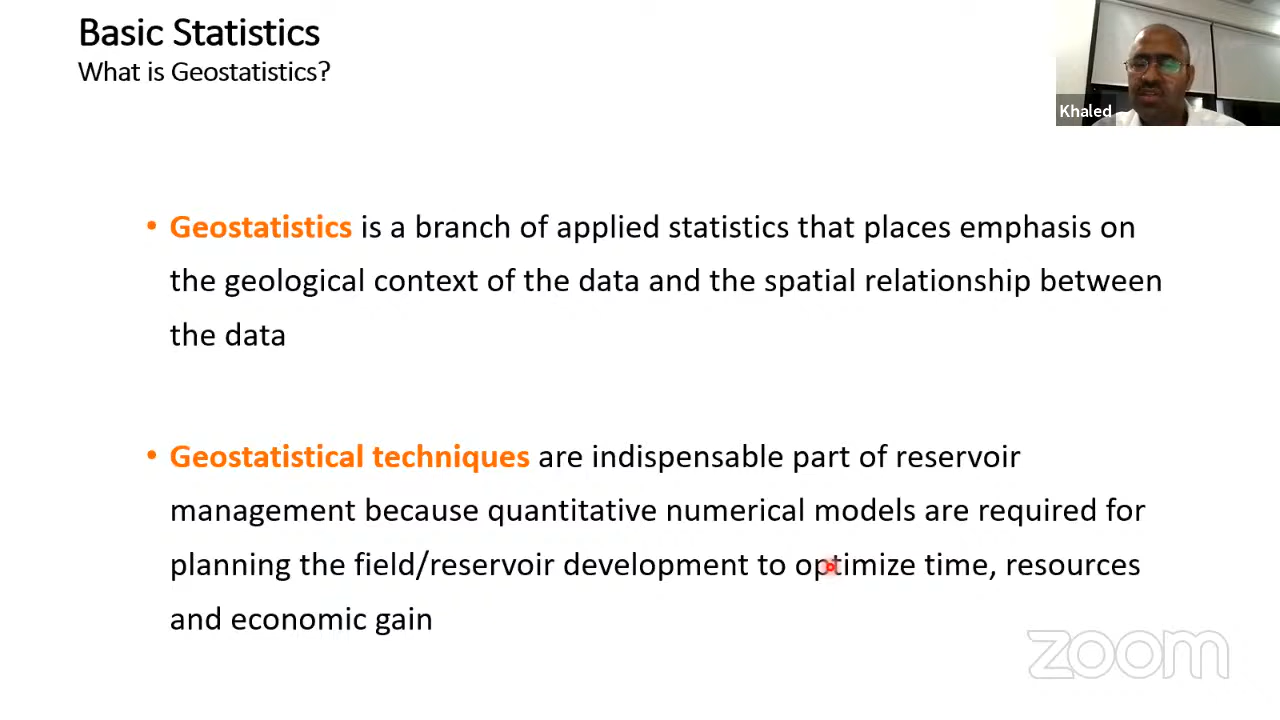 Basic Statistics
What is Geostatistics?
Khaled
• Geostatistics is a branch of applied statistics that places emphasis on
the geological context of the data and the spatial relationship between
the data
• Geostatistical techniques are indispensable part of reservoir
management because quantitative numerical models are required for
planning the field/reservoir development to optimize time, resources
and economic gain
zoom